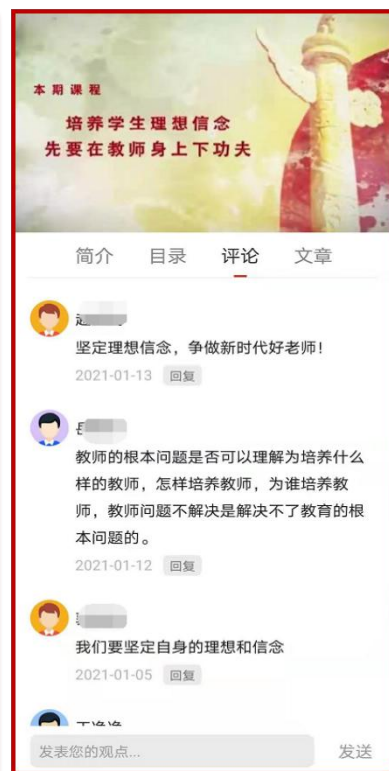 本期课程
培养学生理想信念
先要在教师身上下功夫
简介 目录 评论 文章
坚定理想信念，争做新时代好老师！
2021-01-13 回复
教师的根本问题是否可以理解为培养什么
样的教师，怎样培养教师，为谁培养教
师，教师问题不解决是解决不了教育的根
本问题的。
2021-01-12 回复
我们要坚定自身的理想和信念
2021-01-05 回复
发表您的观点... 发送